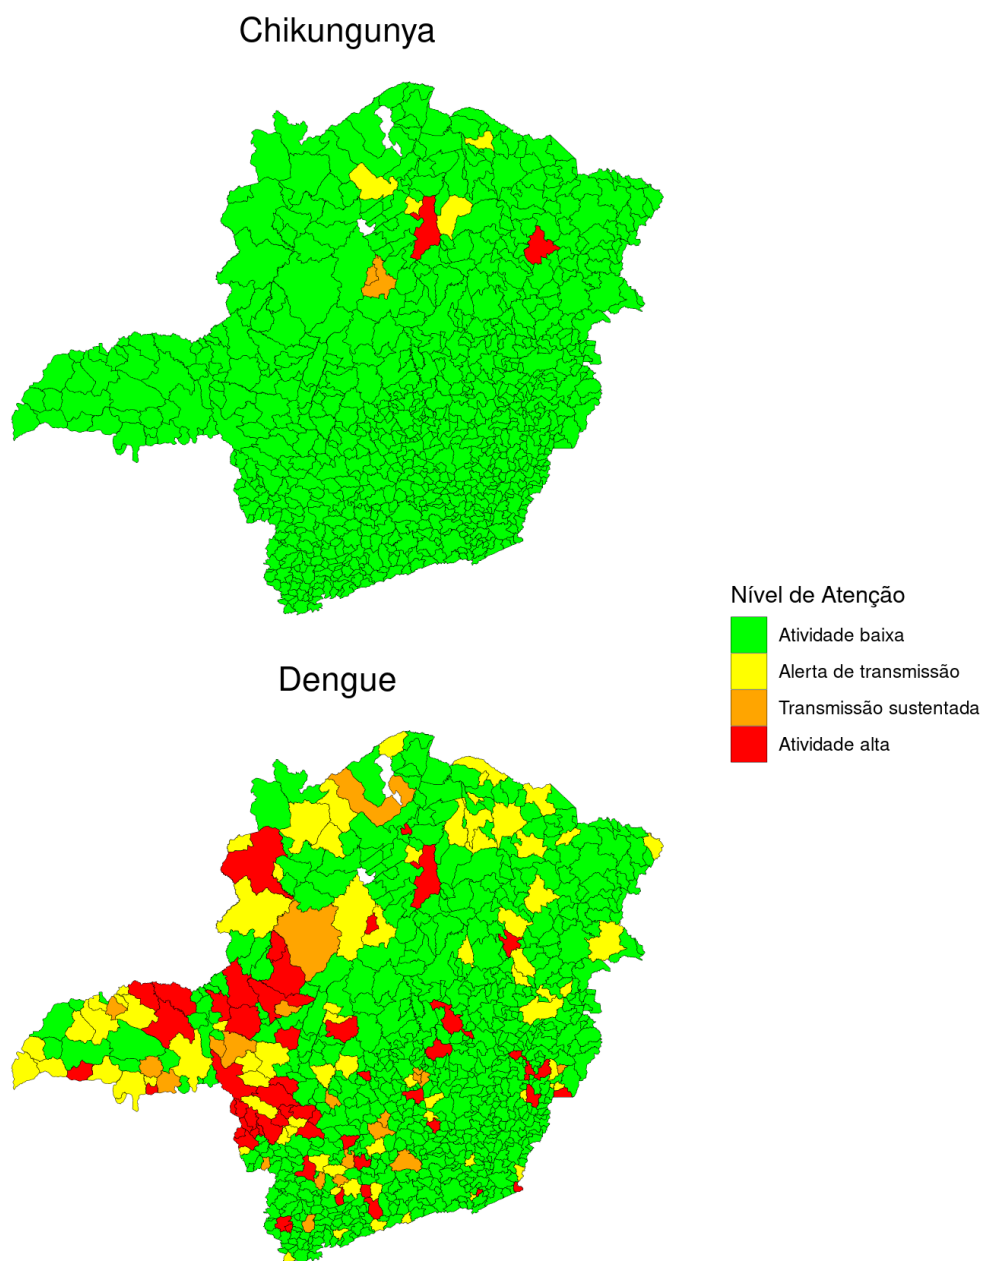 Chikungunya
Nível de Atenção
Atividade baixa
Alerta de transmissão
Transmissão sustentada
Atividade alta
Dengue